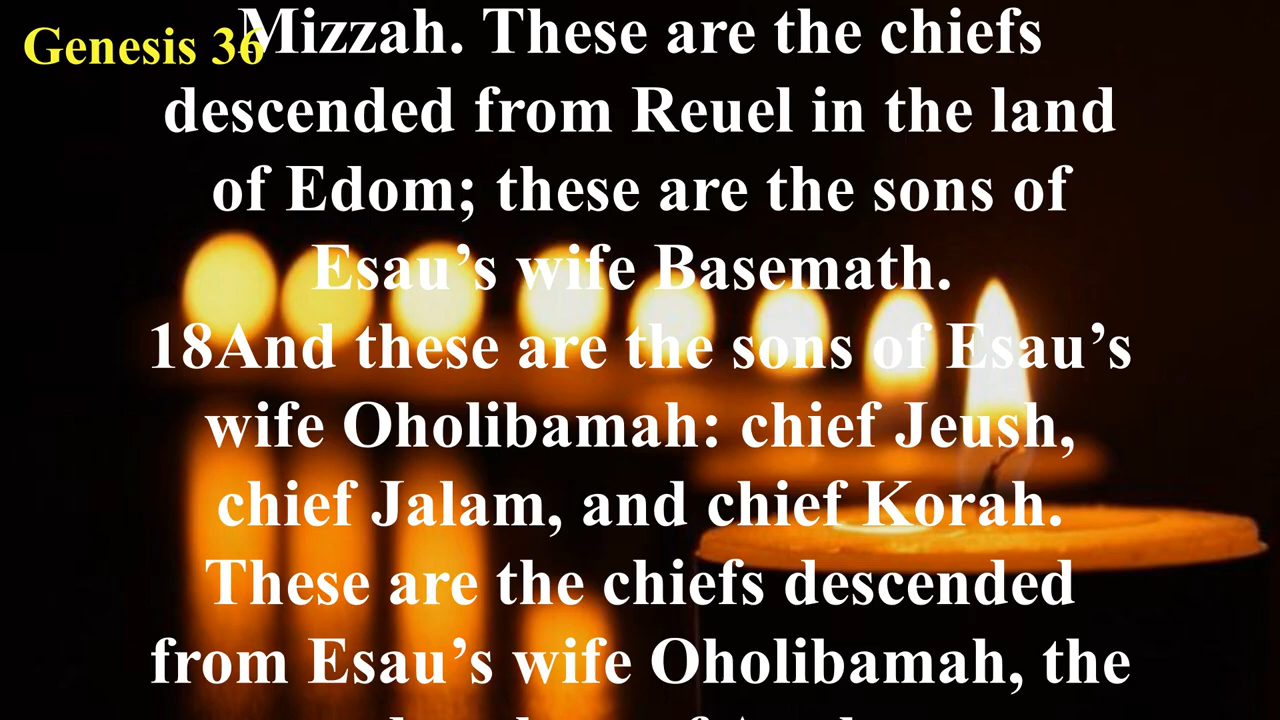 Genesis 36
Mizzah. These are the chiefs
descended from Reuel in the land
of Edom; these are the sons of
Esau’s wife Basemath.
18And these are the sons of Esau’s
wife Oholibamah: chief Jeush,
chief Jalam, and chief Korah.
These are the chiefs descended
from Esau’s wife Oholibamah, the